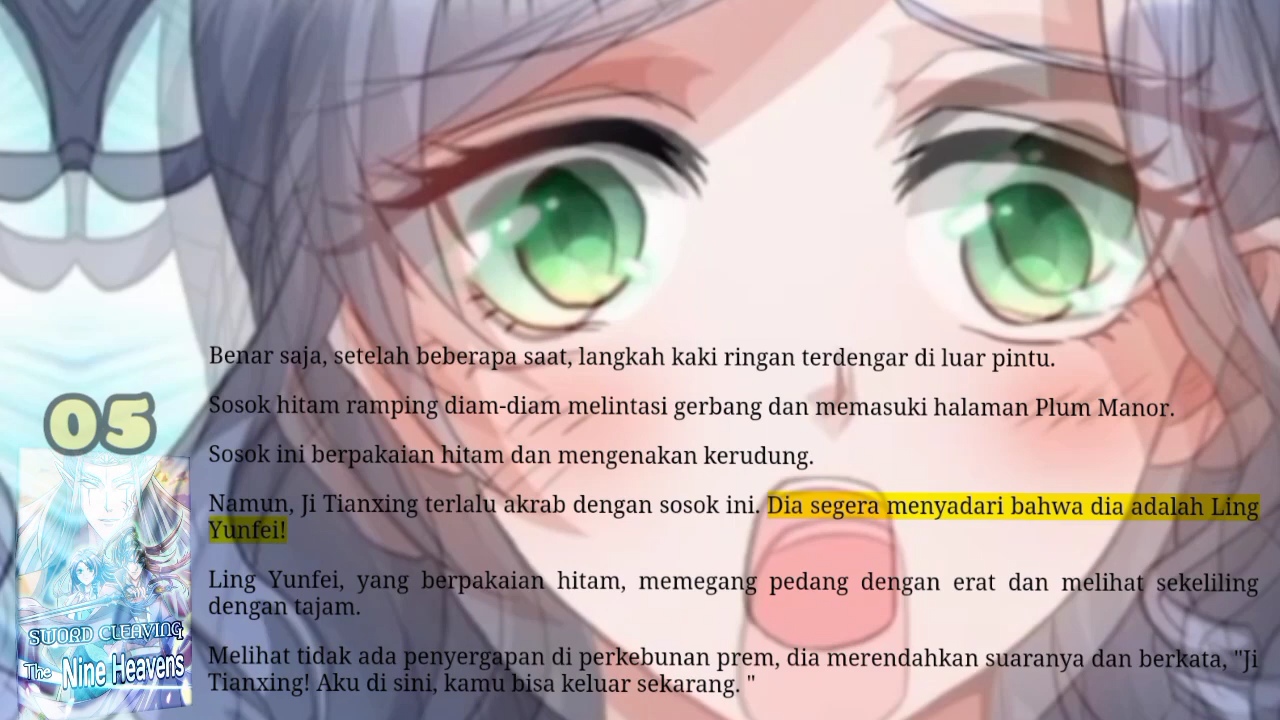 Benar saja, setelah beberapa saat, langkah kaki ringan terdengar di luar pintu.
Sosok hitam ramping diam-diam melintasi gerbang dan memasuki halaman Plum Manor.
Sosok ini berpakaian hitam dan mengenakan kerudung.
Namun, Ji Tianxing terlalu akrab dengan sosok ini. Dia segera menyadari bahwa dia adalah Ling
Yunfei!
Ling Yunfei, yang berpakaian hitam, memegang pedang dengan erat dan melihat sekeliling
dengan tajam.
Melihat tidak ada penyergapan di perkebunan prem, dia merendahkan suaranya dan berkata, "Ji
Tianxing! Aku di sini, kamu bisa keluar sekarang. "
05
SWORD CLEAVING
The Nine Heavens